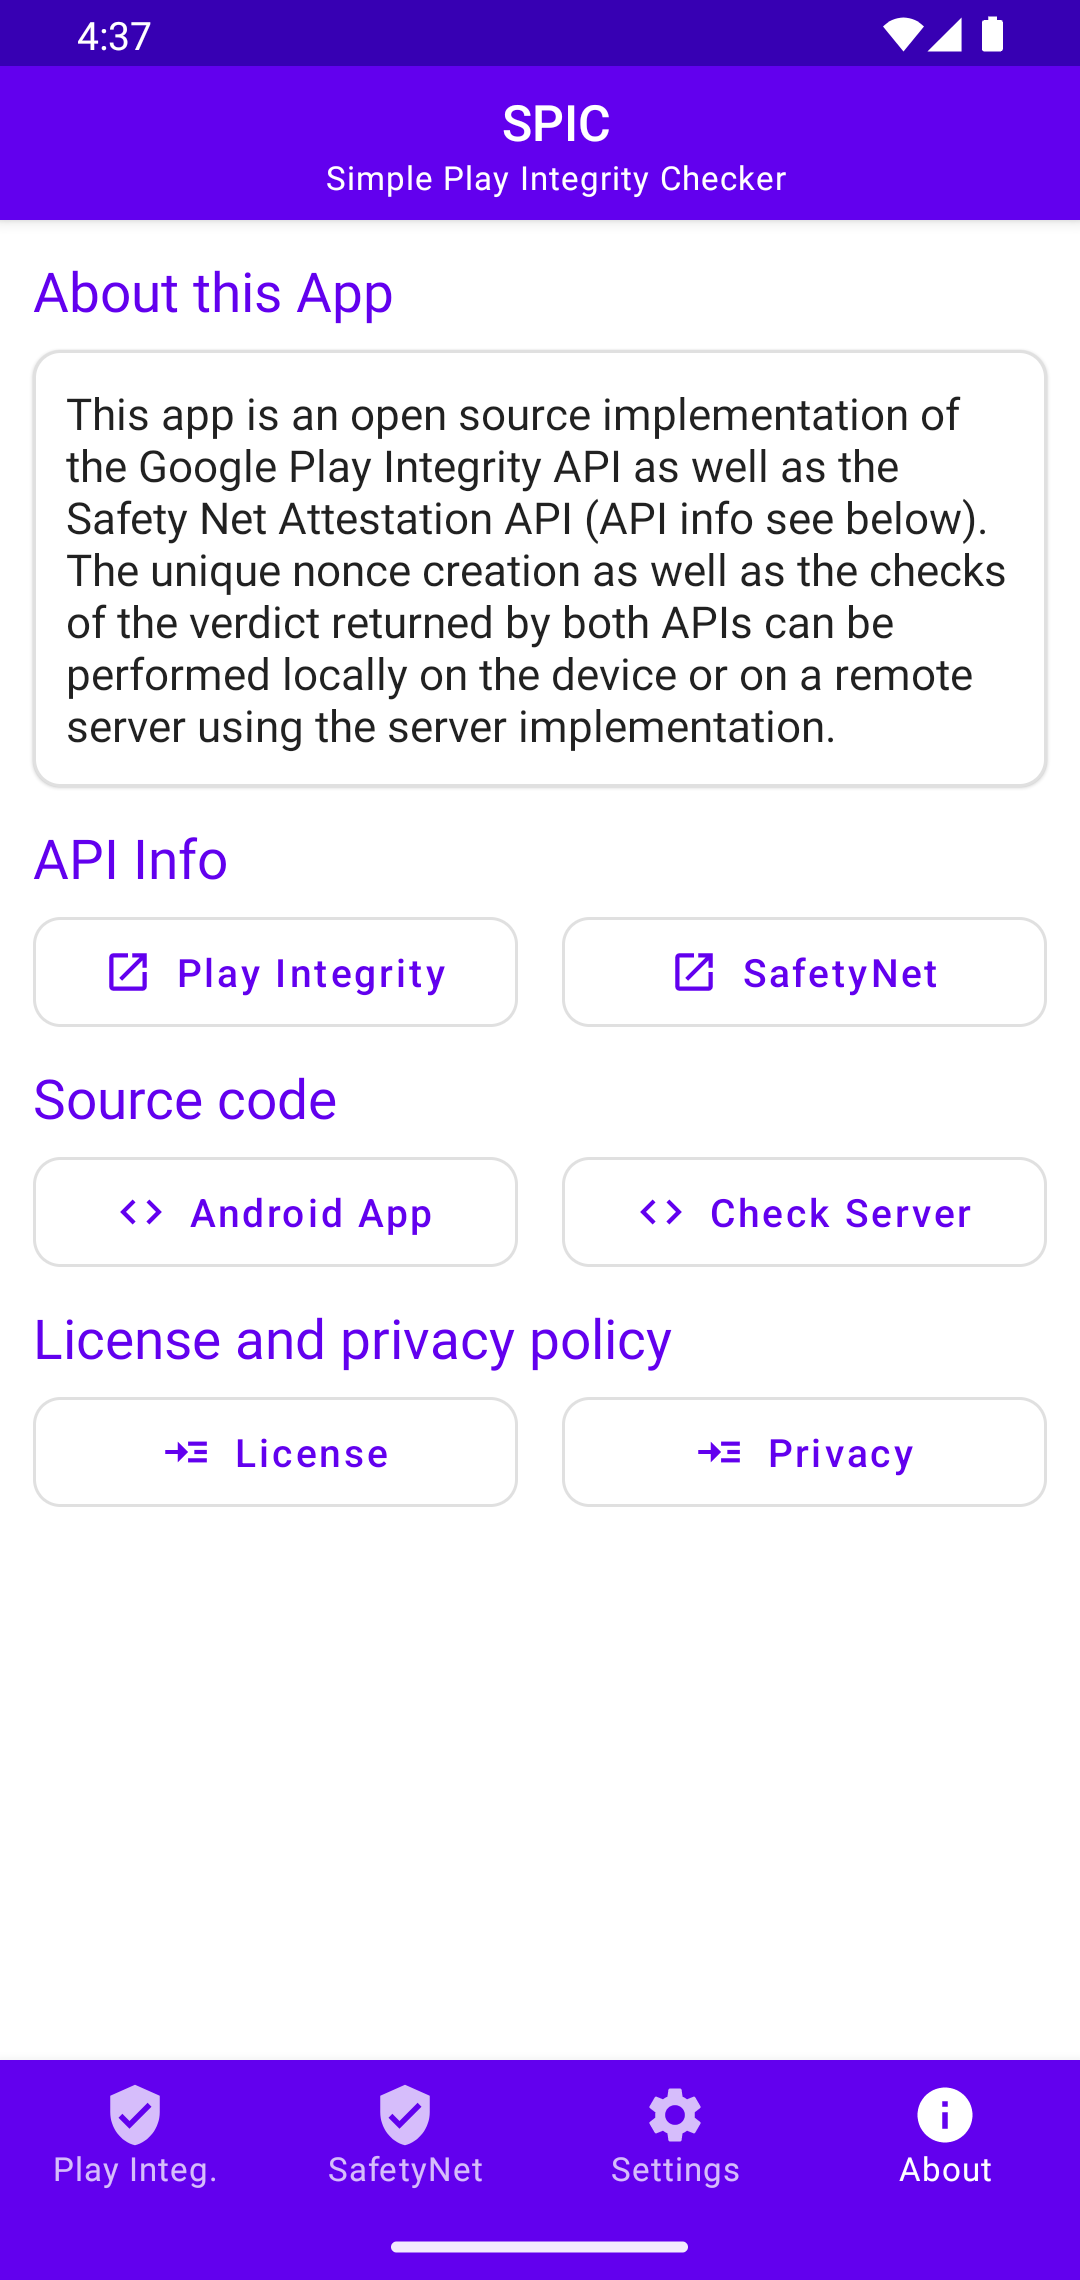 4:37
SPIC
Simple Play Integrity Checker
About this App
This app is an open source implementation of
the Google Play Integrity API as well as the
Safety Net Attestation API (API info see below).
The unique nonce creation as well as the checks
of the verdict returned by both APIs can be
performed locally on the device or on a remote
server using the server implementation.
API Info
Play Integrity
SafetyNet
Source code
Android App
Check Server
License and privacy policy
License
Privacy
Play Integ.
SafetyNet
Settings
About